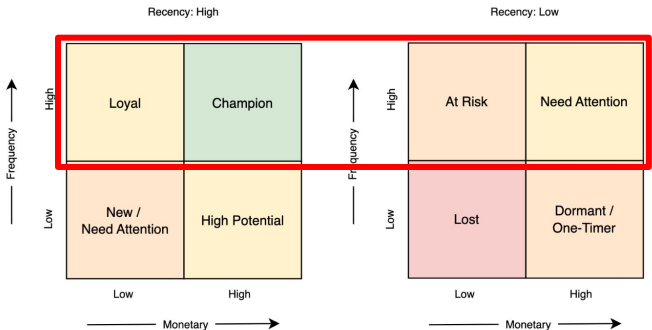 Recency: High
Recency: Low
Frequency
High
Loyal
Champion
Low
New /
Need Attention
High Potential
Low
High
Monetary
Frequency
High
At Risk
Need Attention
Low
Lost
Dormant /
One-Timer
Low
High
Monetary